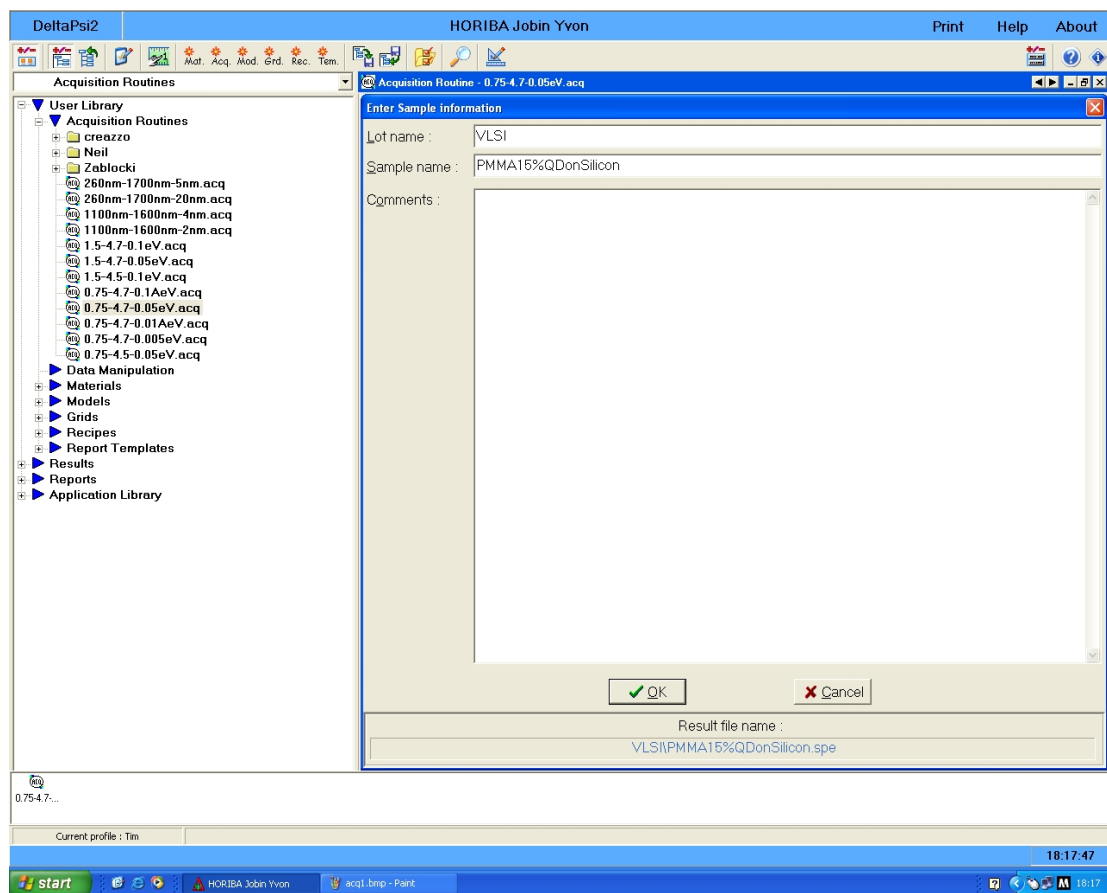 DeltaPsi2 HORIBA Jobin Yvon Print Help About
Mat. Acq. Mod. Grd. Rec. Tem.
Acquisition Routines
Acquisition Routine - 0.75-4.7-0.05eV.acq
User Library
Acquisition Routines
creazzo
Neil
Zablocki
260nm-1700nm-5nm.acq
260nm-1700nm-20nm.acq
1100nm-1600nm-4nm.acq
1100nm-1600nm-2nm.acq
1.5-4.7-0.1eV.acq
1.5-4.7-0.05eV.acq
1.5-4.5-0.1eV.acq
0.75-4.7-0.1AeV.acq
0.75-4.7-0.05eV.acq
0.75-4.7-0.01AeV.acq
0.75-4.7-0.005eV.acq
0.75-4.5-0.05eV.acq
Data Manipulation
Materials
Models
Grids
Recipes
Report Templates
Results
Reports
Application Library
Enter Sample information
Lot name : VLSI
Sample name : PMMA15%QDonSilicon
Comments :
OK Cancel
Result file name :
VLSI\PMMA15%QDonSilicon.spe
0.75-4.7-...
Current profile : Tim
18:17:47
start HORIBA Jobin Yvon acq1.bmp - Paint 18:17